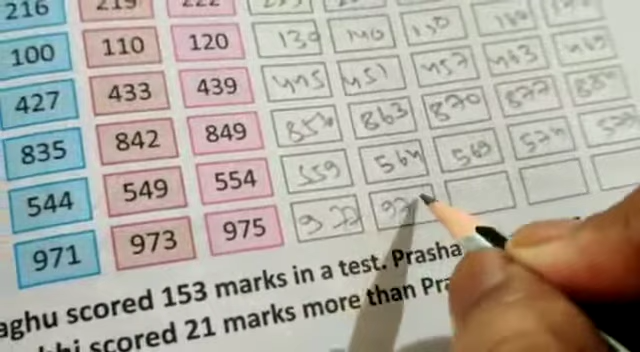 216 219 222
100 110 120 130 140 150 160
427 433 439 445 451 457 463 469
835 842 849 856 863 870 877 884
544 549 554 559 564 569 574
971 973 975 977
aghu scored 153 marks in a test. Prasha
scored 21 marks more than Pra